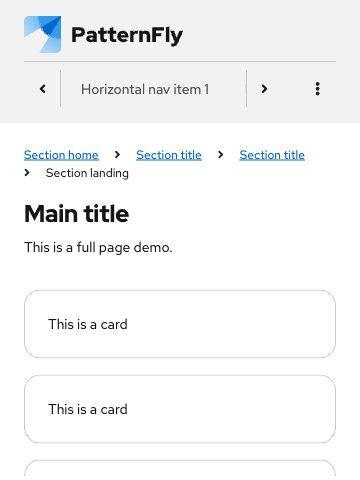 PatternFly
Horizontal nav item 1
Section home Section title Section title
Section landing
Main title
This is a full page demo.
This is a card
This is a card